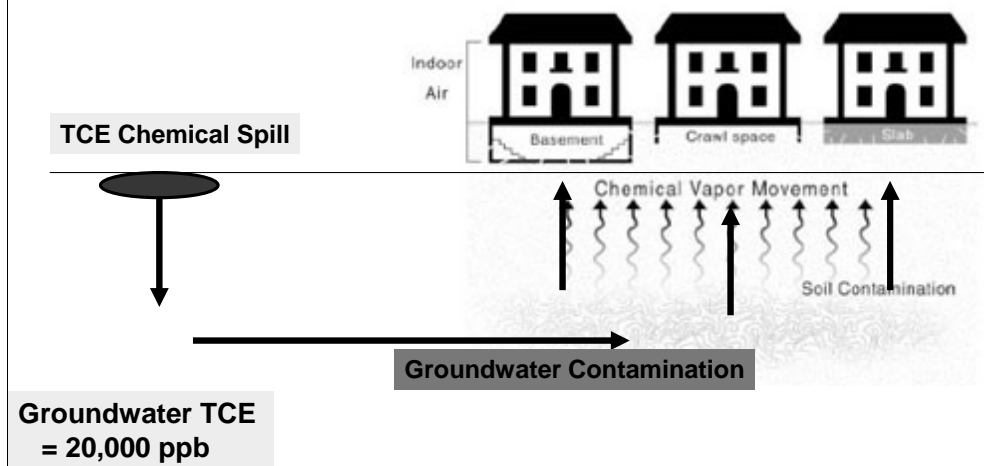 Indoor
Air
TCE Chemical Spill
Basement
Crawl space
Slab
Chemical Vapor Movement
Soil Contamination
Groundwater Contamination
Groundwater TCE
= 20,000 ppb